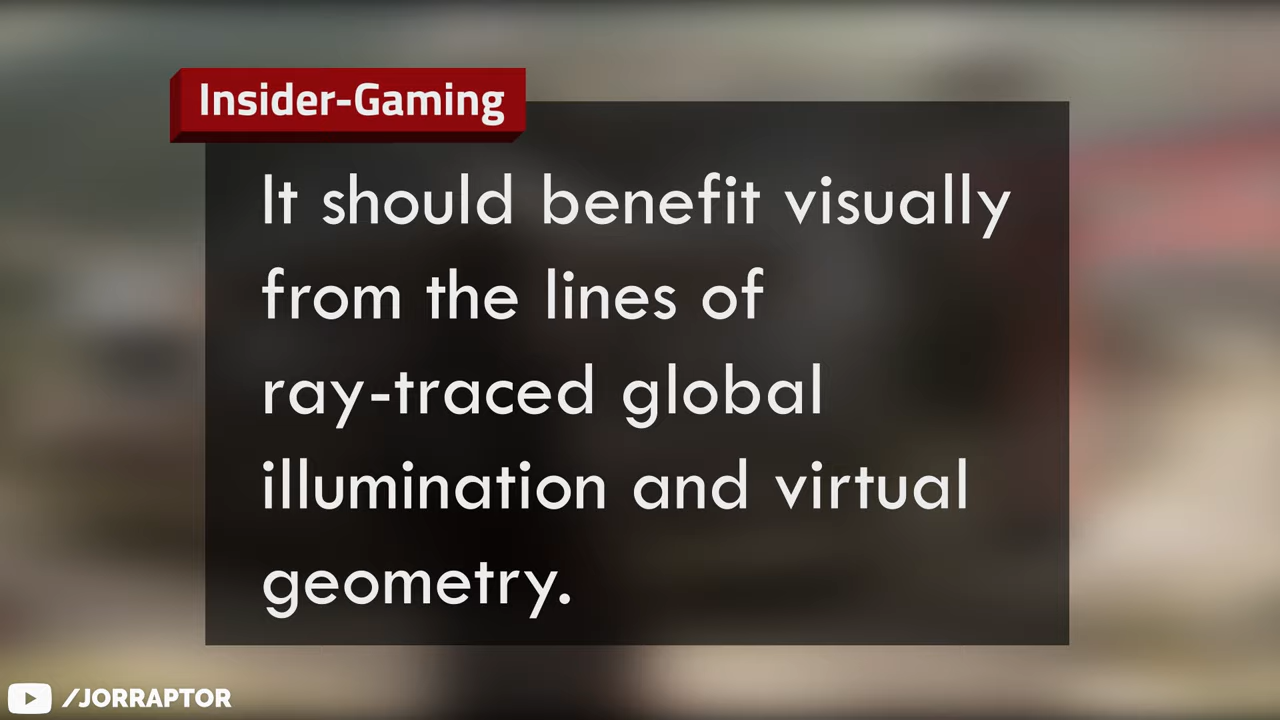 Insider-Gaming
It should benefit visually
from the lines of
ray-traced global
illumination and virtual
geometry.
/JORRAPTOR